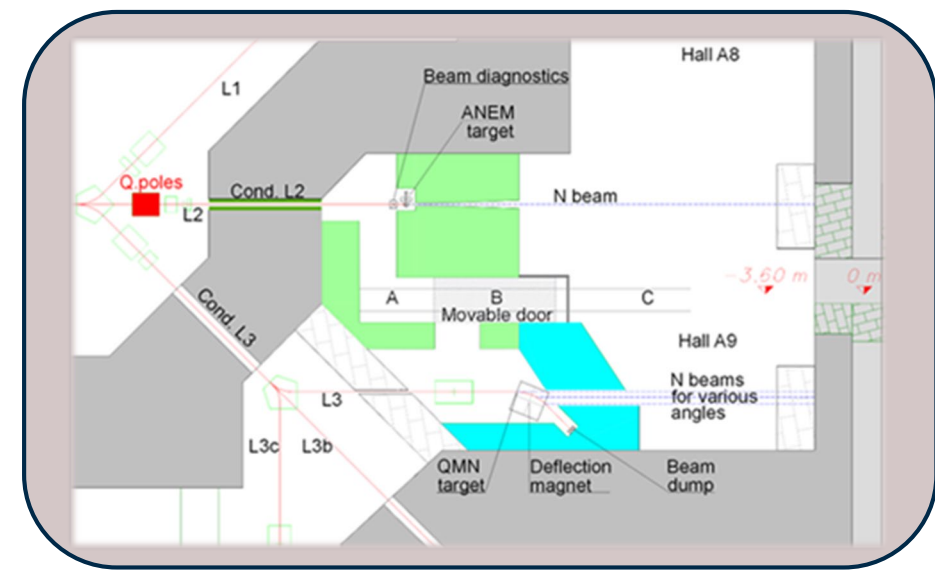 Hall A8
Beam diagnostics
L1
ANEM
target
Q.poles
Cond. L2
N beam
L2
-3,60 m
0 m
A
B
C
Movable door
Cond. L3
Hall A9
N beams
for various
angles
L3
L3c
L3b
QMN
target
Deflection
magnet
Beam
dump